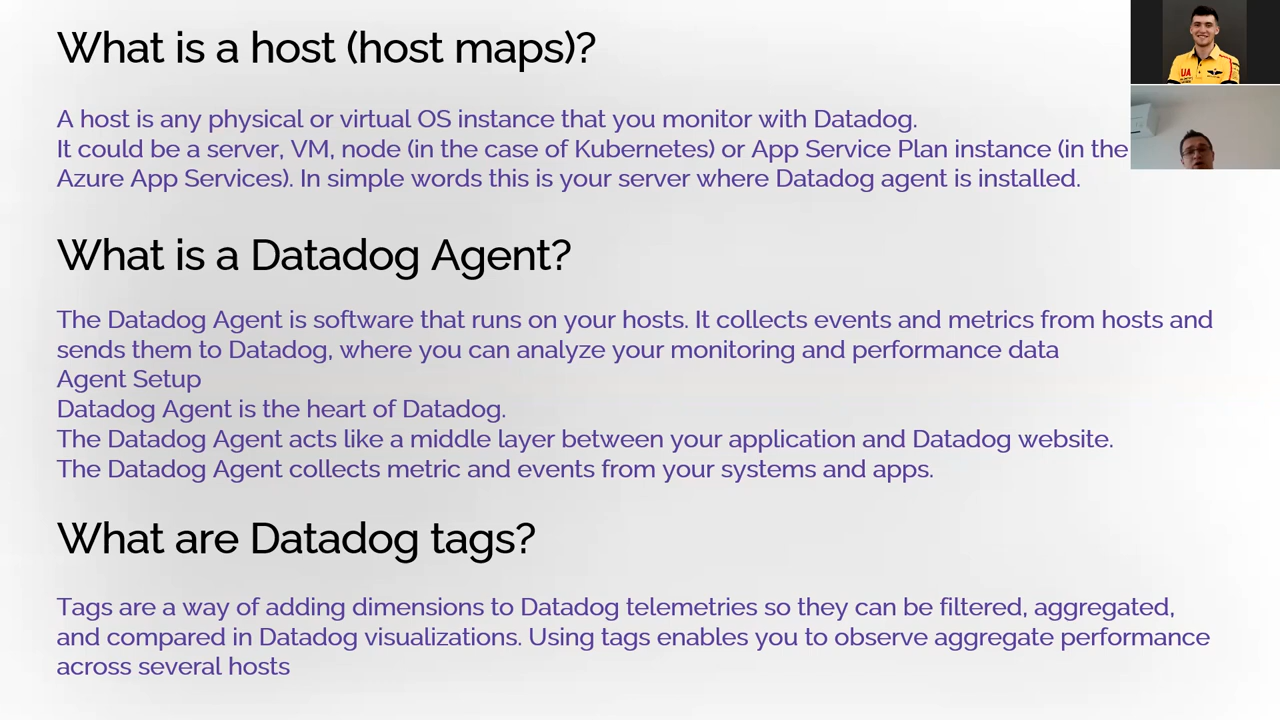 What is a host (host maps)?
A host is any physical or virtual OS instance that you monitor with Datadog.
It could be a server, VM, node (in the case of Kubernetes) or App Service Plan instance (in the
Azure App Services). In simple words this is your server where Datadog agent is installed.
What is a Datadog Agent?
The Datadog Agent is software that runs on your hosts. It collects events and metrics from hosts and
sends them to Datadog, where you can analyze your monitoring and performance data
Agent Setup
Datadog Agent is the heart of Datadog.
The Datadog Agent acts like a middle layer between your application and Datadog website.
The Datadog Agent collects metric and events from your systems and apps.
What are Datadog tags?
Tags are a way of adding dimensions to Datadog telemetries so they can be filtered, aggregated,
and compared in Datadog visualizations. Using tags enables you to observe aggregate performance
across several hosts
UA